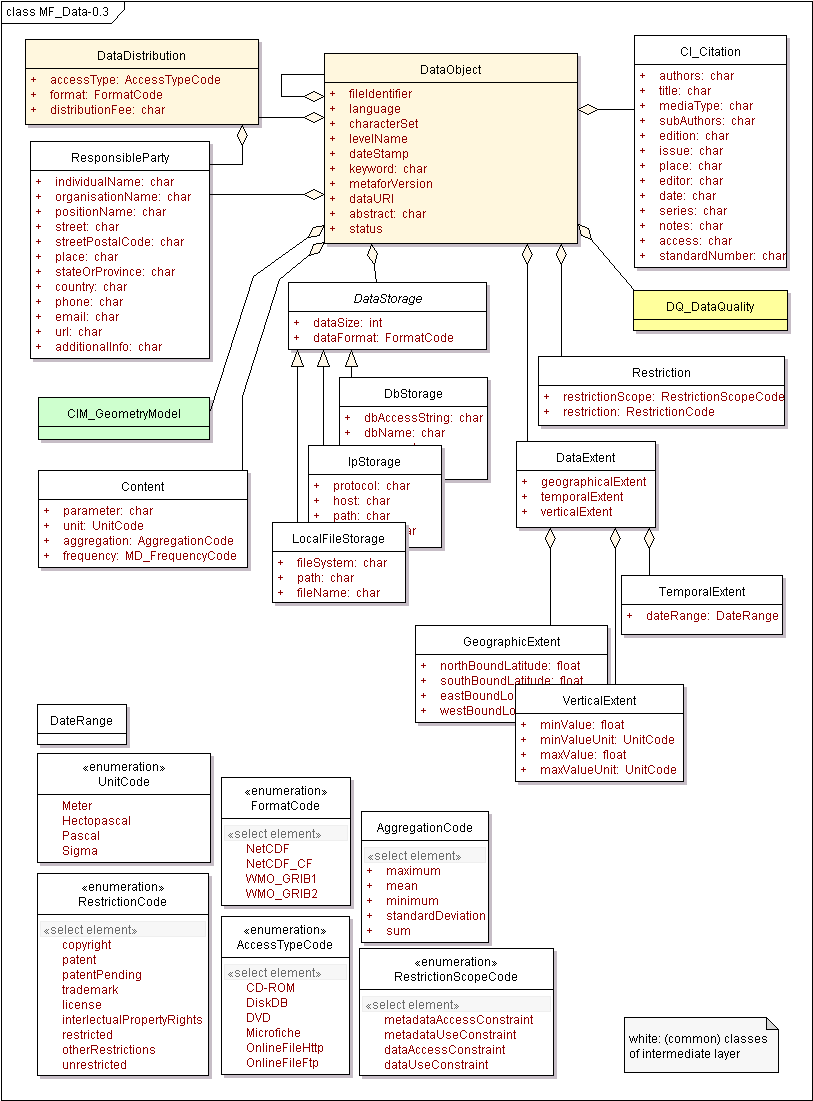 class MF_Data-0.3
DataDistribution
+ accessType: AccessTypeCode
+ format: FormatCode
+ distributionFee: char
DataObject
+ fileIdentifier
+ language
+ characterSet
+ levelName
+ dateStamp
+ keyword: char
+ metaforVersion
+ dataURI
+ abstract: char
+ status
CI_Citation
+ authors: char
+ title: char
+ mediaType: char
+ subAuthors: char
+ edition: char
+ issue: char
+ place: char
+ editor: char
+ date: char
+ series: char
+ notes: char
+ access: char
+ standardNumber: char
ResponsibleParty
+ individualName: char
+ organisationName: char
+ positionName: char
+ street: char
+ streetPostalCode: char
+ place: char
+ stateOrProvince: char
+ country: char
+ phone: char
+ email: char
+ url: char
+ additionalInfo: char
DataStorage
+ dataSize: int
+ dataFormat: FormatCode
DQ_DataQuality
Restriction
+ restrictionScope: RestrictionScopeCode
+ restriction: RestrictionCode
CIM_GeometryModel
DbStorage
+ dbAccessString: char
+ dbName: char
IpStorage
+ protocol: char
+ host: char
+ path: char
LocalFileStorage
+ fileSystem: char
+ path: char
+ fileName: char
Content
+ parameter: char
+ unit: UnitCode
+ aggregation: AggregationCode
+ frequency: MD_FrequencyCode
DataExtent
+ geographicalExtent
+ temporalExtent
+ verticalExtent
TemporalExtent
+ dateRange: DateRange
GeographicExtent
+ northBoundLatitude: float
+ southBoundLatitude: float
+ eastBoundLo
+ westBoundLo
VerticalExtent
+ minValue: float
+ minValueUnit: UnitCode
+ maxValue: float
+ maxValueUnit: UnitCode
DateRange
«enumeration»
UnitCode
Meter
Hectopascal
Pascal
Sigma
«enumeration»
FormatCode
«select element»
NetCDF
NetCDF_CF
WMO_GRIB1
WMO_GRIB2
AggregationCode
«select element»
+ maximum
+ mean
+ minimum
+ standardDeviation
+ sum
«enumeration»
RestrictionCode
«select element»
copyright
patent
patentPending
trademark
license
interlectualPropertyRights
restricted
otherRestrictions
unrestricted
«enumeration»
AccessTypeCode
«select element»
CD-ROM
DiskDB
DVD
Microfiche
OnlineFileHttp
OnlineFileFtp
«enumeration»
RestrictionScopeCode
«select element»
metadataAccessConstraint
metadataUseConstraint
dataAccessConstraint
dataUseConstraint
white: (common) classes
of intermediate layer